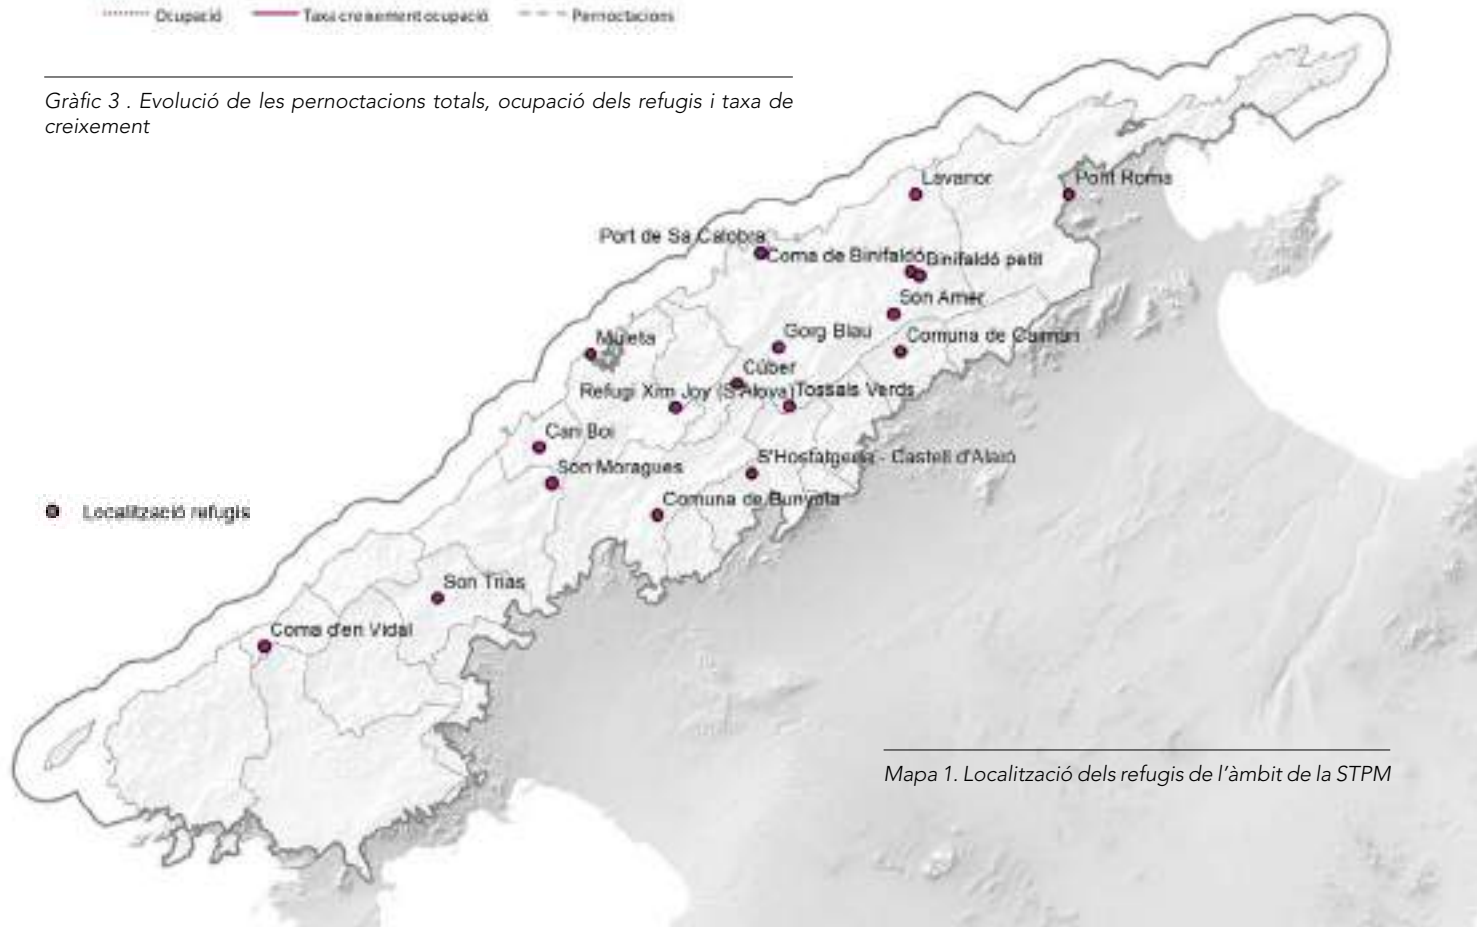 Ocupació Taxa creixement ocupació Pernoctacions
Gràfic 3 . Evolució de les pernoctacions totals, ocupació dels refugis i taxa de
creixement
Lavanor
Pont Roma
Port de Sa Calobra
Coma de Binifaldó
Binifaldó petit
Son Amer
Gorg Blau
Comuna de Caimari
Muleta
Cúber
Refugi Xim Joy (S'Alova)
Tossals Verds
Can Boi
S'Hostatgeria - Castell d'Alaró
Son Moragues
Comuna de Bunyola
Localització refugis
Son Trias
Coma d'en Vidal
Mapa 1. Localització dels refugis de l'àmbit de la STPM